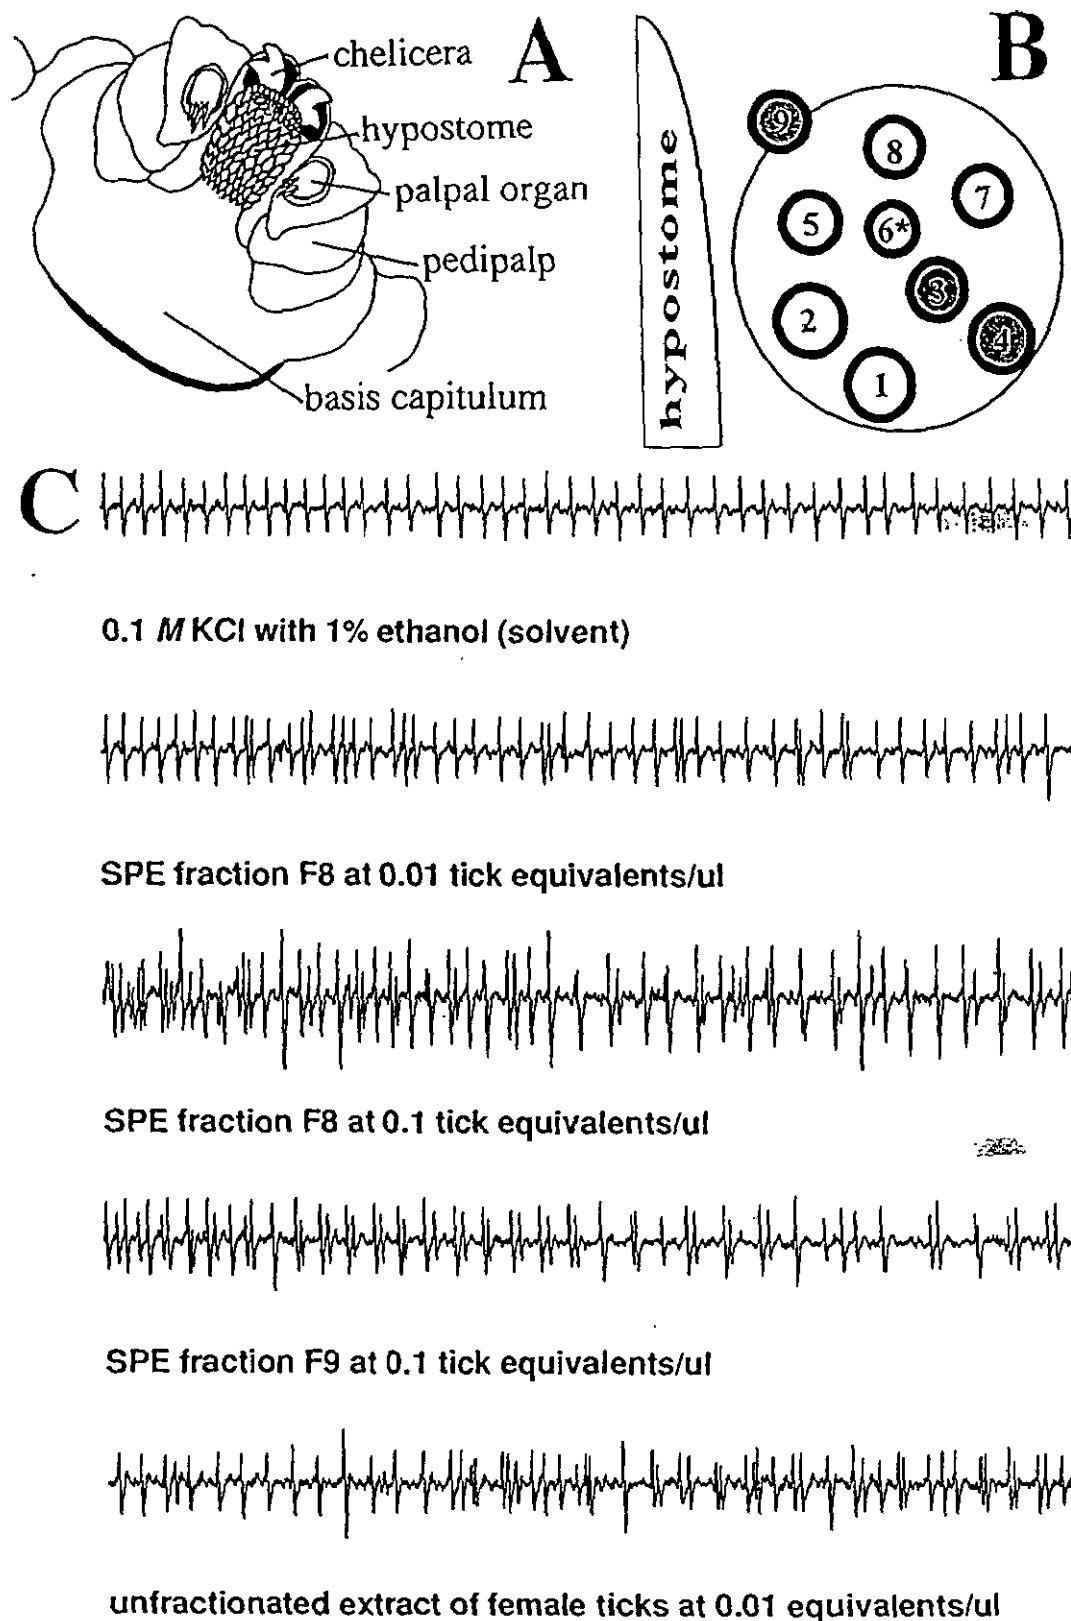 A
chelicera
hypostome
palpal organ
pedipalp
basis capitulum
B
hypostome
9
8
7
5
6*
3
2
4
1
C
0.1 M KCl with 1% ethanol (solvent)
SPE fraction F8 at 0.01 tick equivalents/ul
SPE fraction F8 at 0.1 tick equivalents/ul
SPE fraction F9 at 0.1 tick equivalents/ul
unfractionated extract of female ticks at 0.01 equivalents/ul